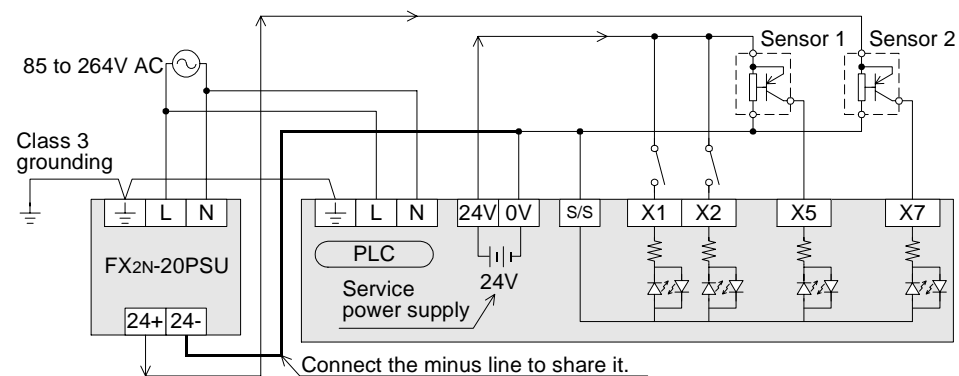 Sensor 1
Sensor 2
85 to 264V AC
Class 3
grounding
L
N
L
N
24V
0V
S/S
X1
X2
X5
X7
FX2N-20PSU
PLC
24V
Service
power supply
24+
24-
Connect the minus line to share it.